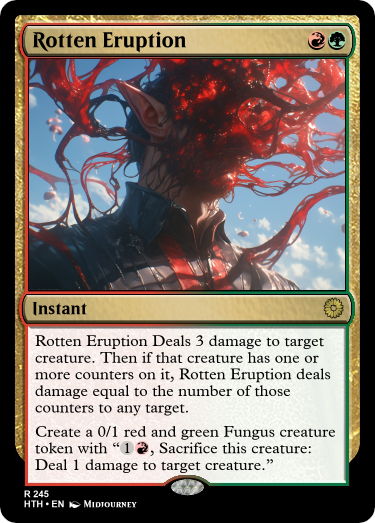 Rotten Eruption
Instant
Rotten Eruption Deals 3 damage to target
creature. Then if that creature has one or
more counters on it, Rotten Eruption deals
damage equal to the number of those
counters to any target.
Create a 0/1 red and green Fungus creature
token with “1, Sacrifice this creature:
Deal 1 damage to target creature.”
R 245
HTH • EN Midjourney